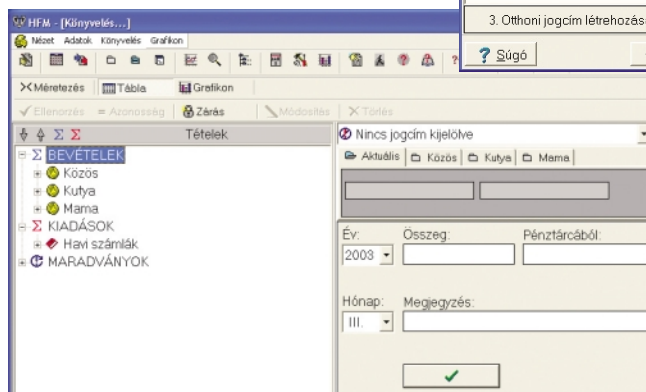 HFM - [Könyvelés...]
3. Otthoni jogcím létrehozása
Nézet Adatok Könyvelés Grafikon
? Súgó
Méretezés Tábla Grafikon
Ellenorzés = Azonosság Zárás Módosítás Törlés
Σ Σ Tételek
Nincs jogcím kijelölve
Aktuális Közös Kutya Mama
Σ BEVÉTELEK
Közös
Kutya
Mama
Σ KIADÁSOK
Havi számlák
MARADVÁNYOK
Év: Összeg: Pénztárcából:
2003
Hónap: Megjegyzés:
III.